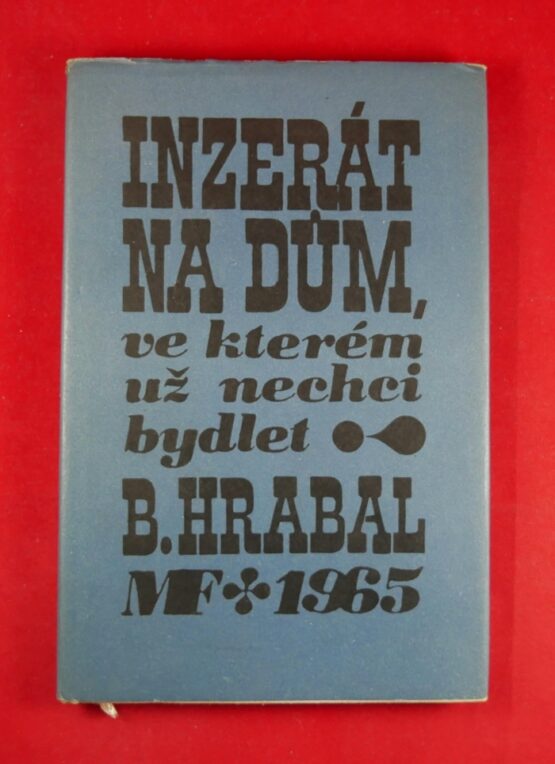 INZERÁT
NA DŮM,
ve kterém
už nechci
bydlet
B. HRABAL
MF 1965